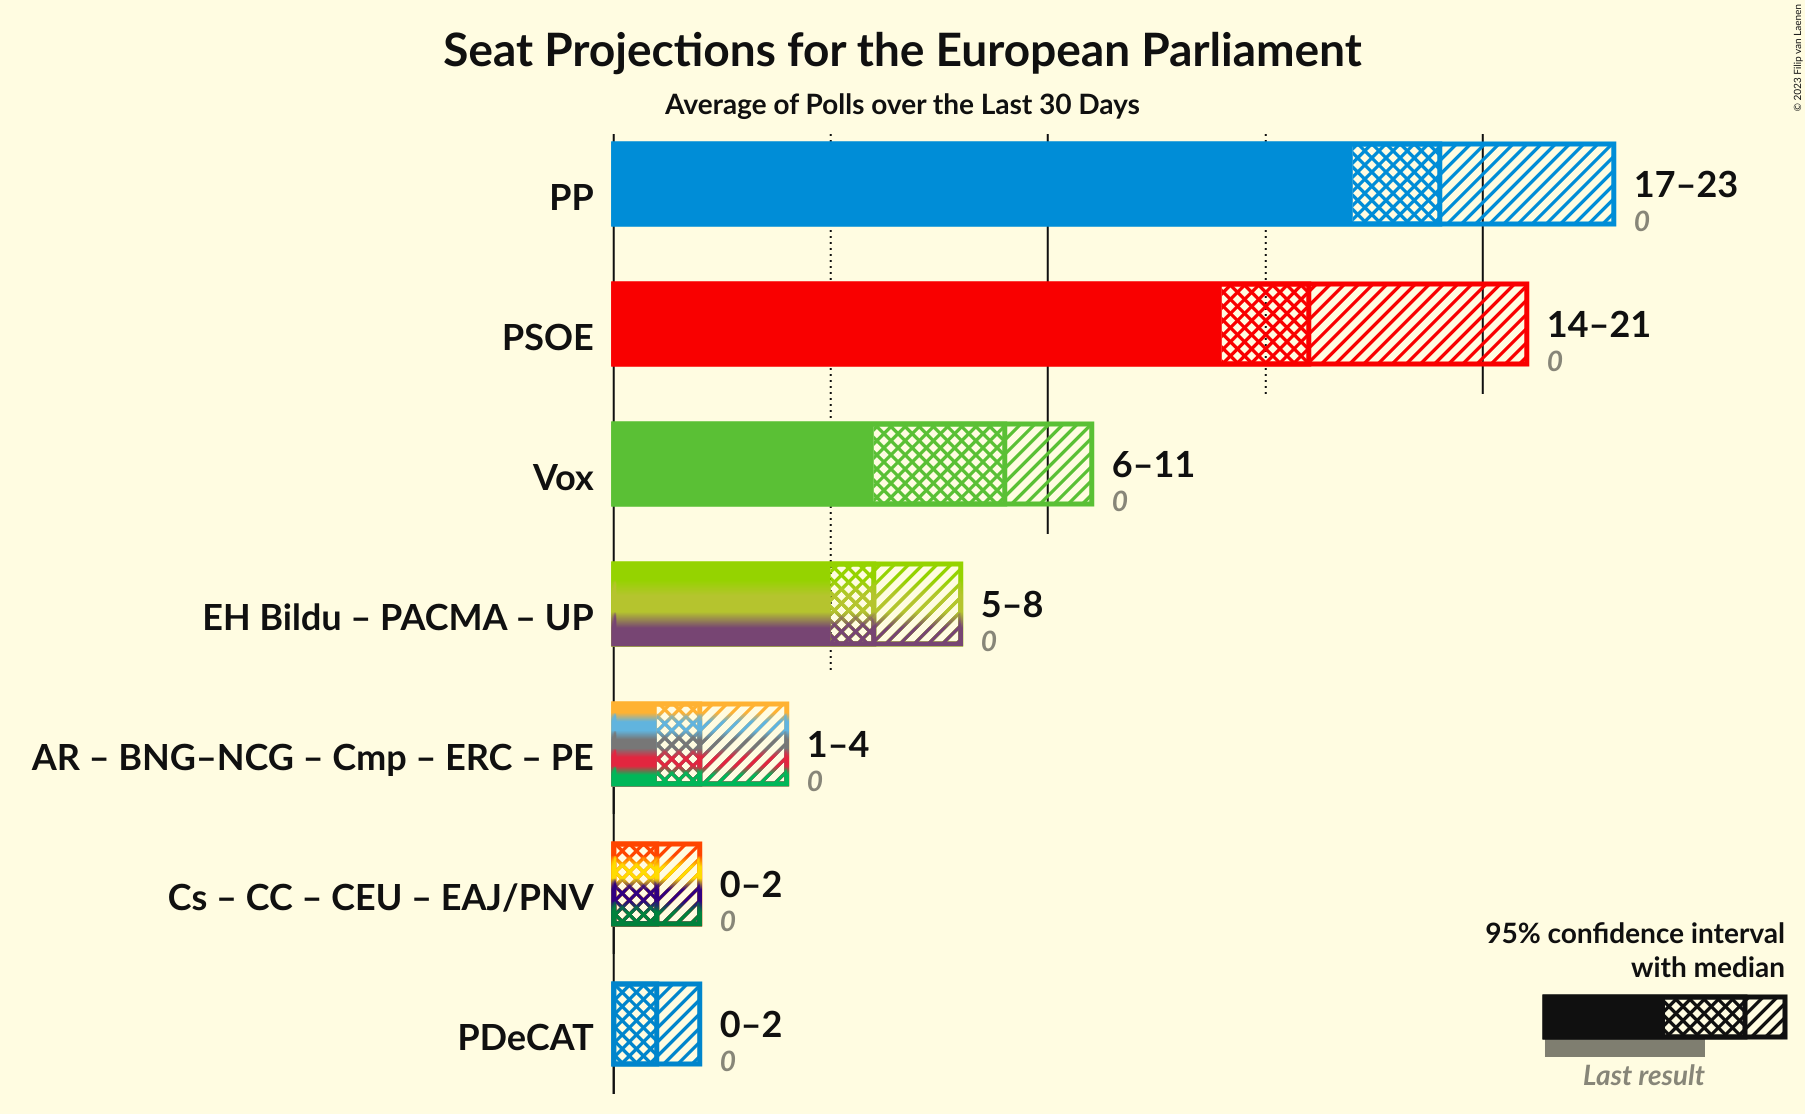 Seat Projections for the European Parliament
Average of Polls over the Last 30 Days
© 2023 Filip van Laenen
PP
17–23
0
PSOE
14–21
0
Vox
6–11
0
EH Bildu – PACMA – UP
5–8
0
AR – BNG–NCG – Cmp – ERC – PE
1–4
0
Cs – CC – CEU – EAJ/PNV
0–2
0
PDeCAT
0–2
0
95% confidence interval
with median
Last result